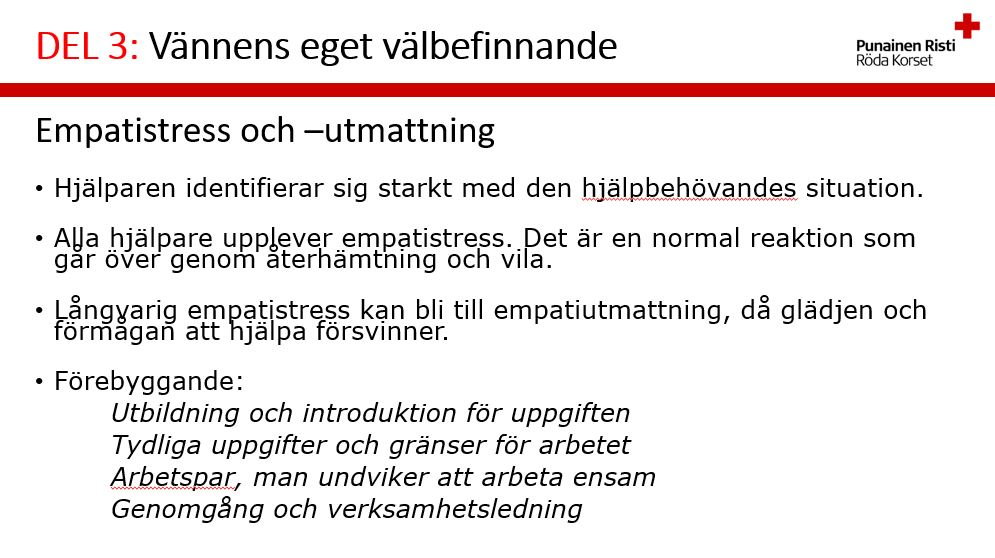 DEL 3: Vännens eget välbefinnande
Punainen Risti
Röda Korset
Empatistress och –utmattning
• Hjälparen identifierar sig starkt med den hjälpbehövandes situation.
• Alla hjälpare upplever empatistress. Det är en normal reaktion som
går över genom återhämtning och vila.
• Långvarig empatistress kan bli till empatiutmattning, då glädjen och
förmågan att hjälpa försvinner.
• Förebyggande:
Utbildning och introduktion för uppgiften
Tydliga uppgifter och gränser för arbetet
Arbetspar, man undviker att arbeta ensam
Genomgång och verksamhetsledning